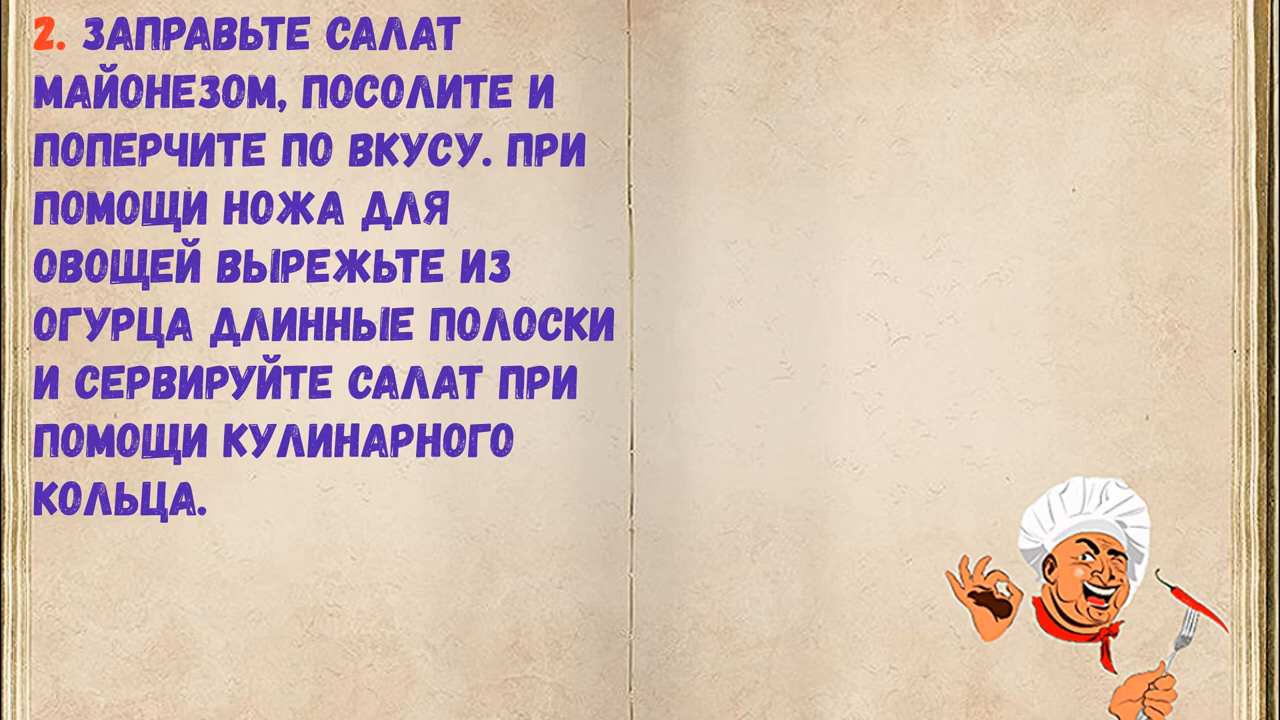 2. ЗАПРАВЬТЕ САЛАТ
МАЙОНЕЗОМ, ПОСОЛИТЕ И
ПОПЕРЧИТЕ ПО ВКУСУ. ПРИ
ПОМОЩИ НОЖА ДЛЯ
ОВОЩЕЙ ВЫРЕЖЬТЕ ИЗ
ОГУРЦА ДЛИННЫЕ ПОЛОСКИ
И СЕРВИРУЙТЕ САЛАТ ПРИ
ПОМОЩИ КУЛИНАРНОГО
КОЛЬЦА.